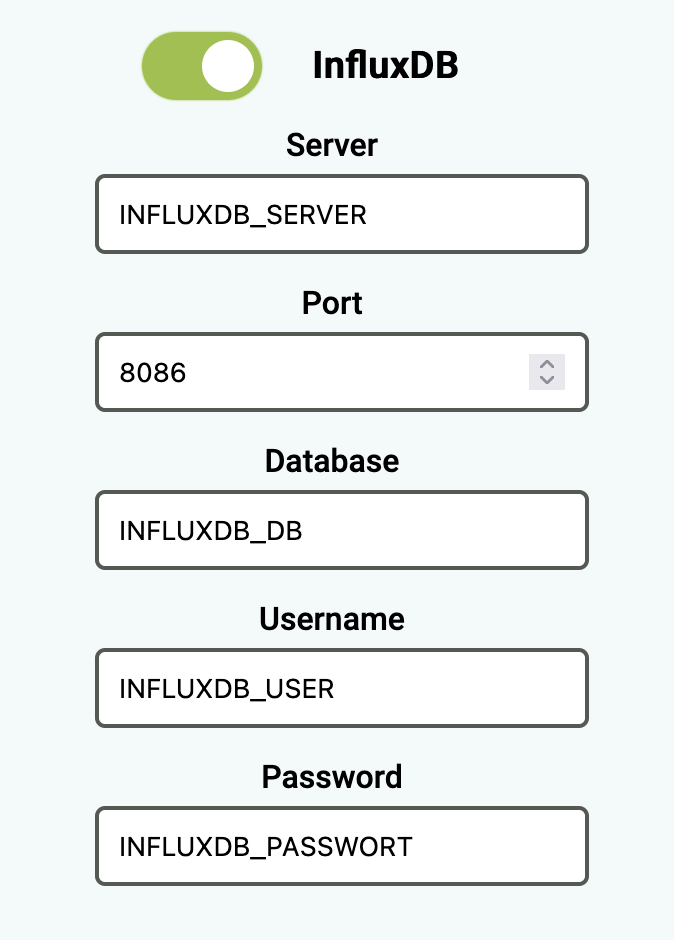 InfluxDB
Server
INFLUXDB_SERVER
Port
8086
Database
INFLUXDB_DB
Username
INFLUXDB_USER
Password
INFLUXDB_PASSWORT